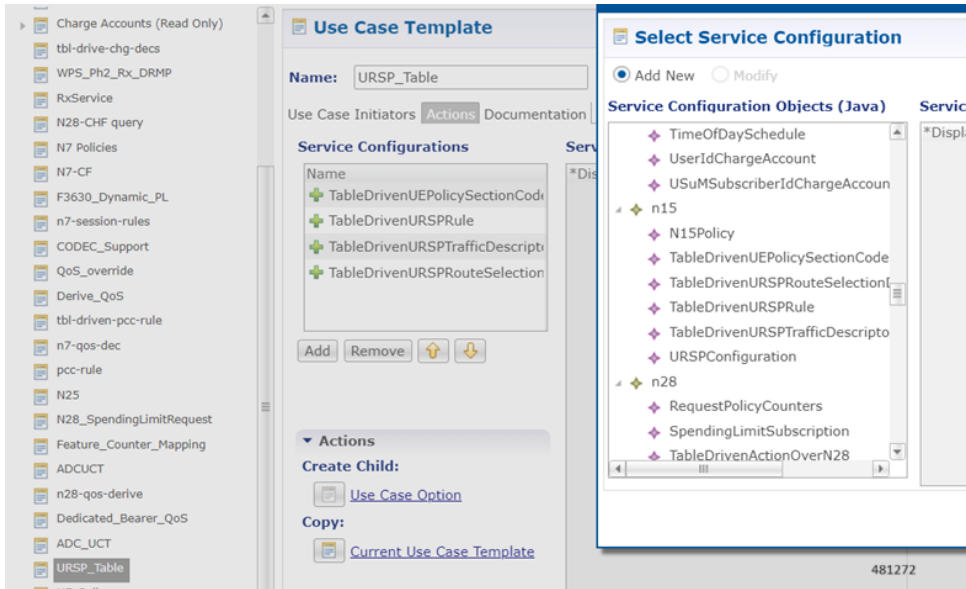 Charge Accounts (Read Only)
tbl-drive-chg-decs
WPS_Ph2_Rx_DRMP
RxService
N28-CHF query
N7 Policies
N7-CF
F3630_Dynamic_PL
n7-session-rules
CODEC_Support
QoS_override
Derive_QoS
tbl-driven-pcc-rule
n7-qos-dec
pcc-rule
N25
N28_SpendingLimitRequest
Feature_Counter_Mapping
ADCUCT
n28-qos-derive
Dedicated_Bearer_QoS
ADC_UCT
URSP_Table
Use Case Template
Name: URSP_Table
Use Case Initiators Actions Documentation
Service Configurations
Serv
Name
*Dis
TableDrivenUEPolicySectionCode
TableDrivenURSPRule
TableDrivenURSPTrafficDescripto
TableDrivenURSPRouteSelection
Add Remove
Actions
Create Child:
Use Case Option
Copy:
Current Use Case Template
Select Service Configuration
Add New Modify
Service Configuration Objects (Java)
Servic
*Displa
TimeOfDaySchedule
UserIdChargeAccount
USuMSubscriberIdChargeAccoun
n15
N15Policy
TableDrivenUEPolicySectionCode
TableDrivenURSPRouteSelectionD
TableDrivenURSPRule
TableDrivenURSPTrafficDescripto
URSPConfiguration
n28
RequestPolicyCounters
SpendingLimitSubscription
TableDrivenActionOverN28
481272